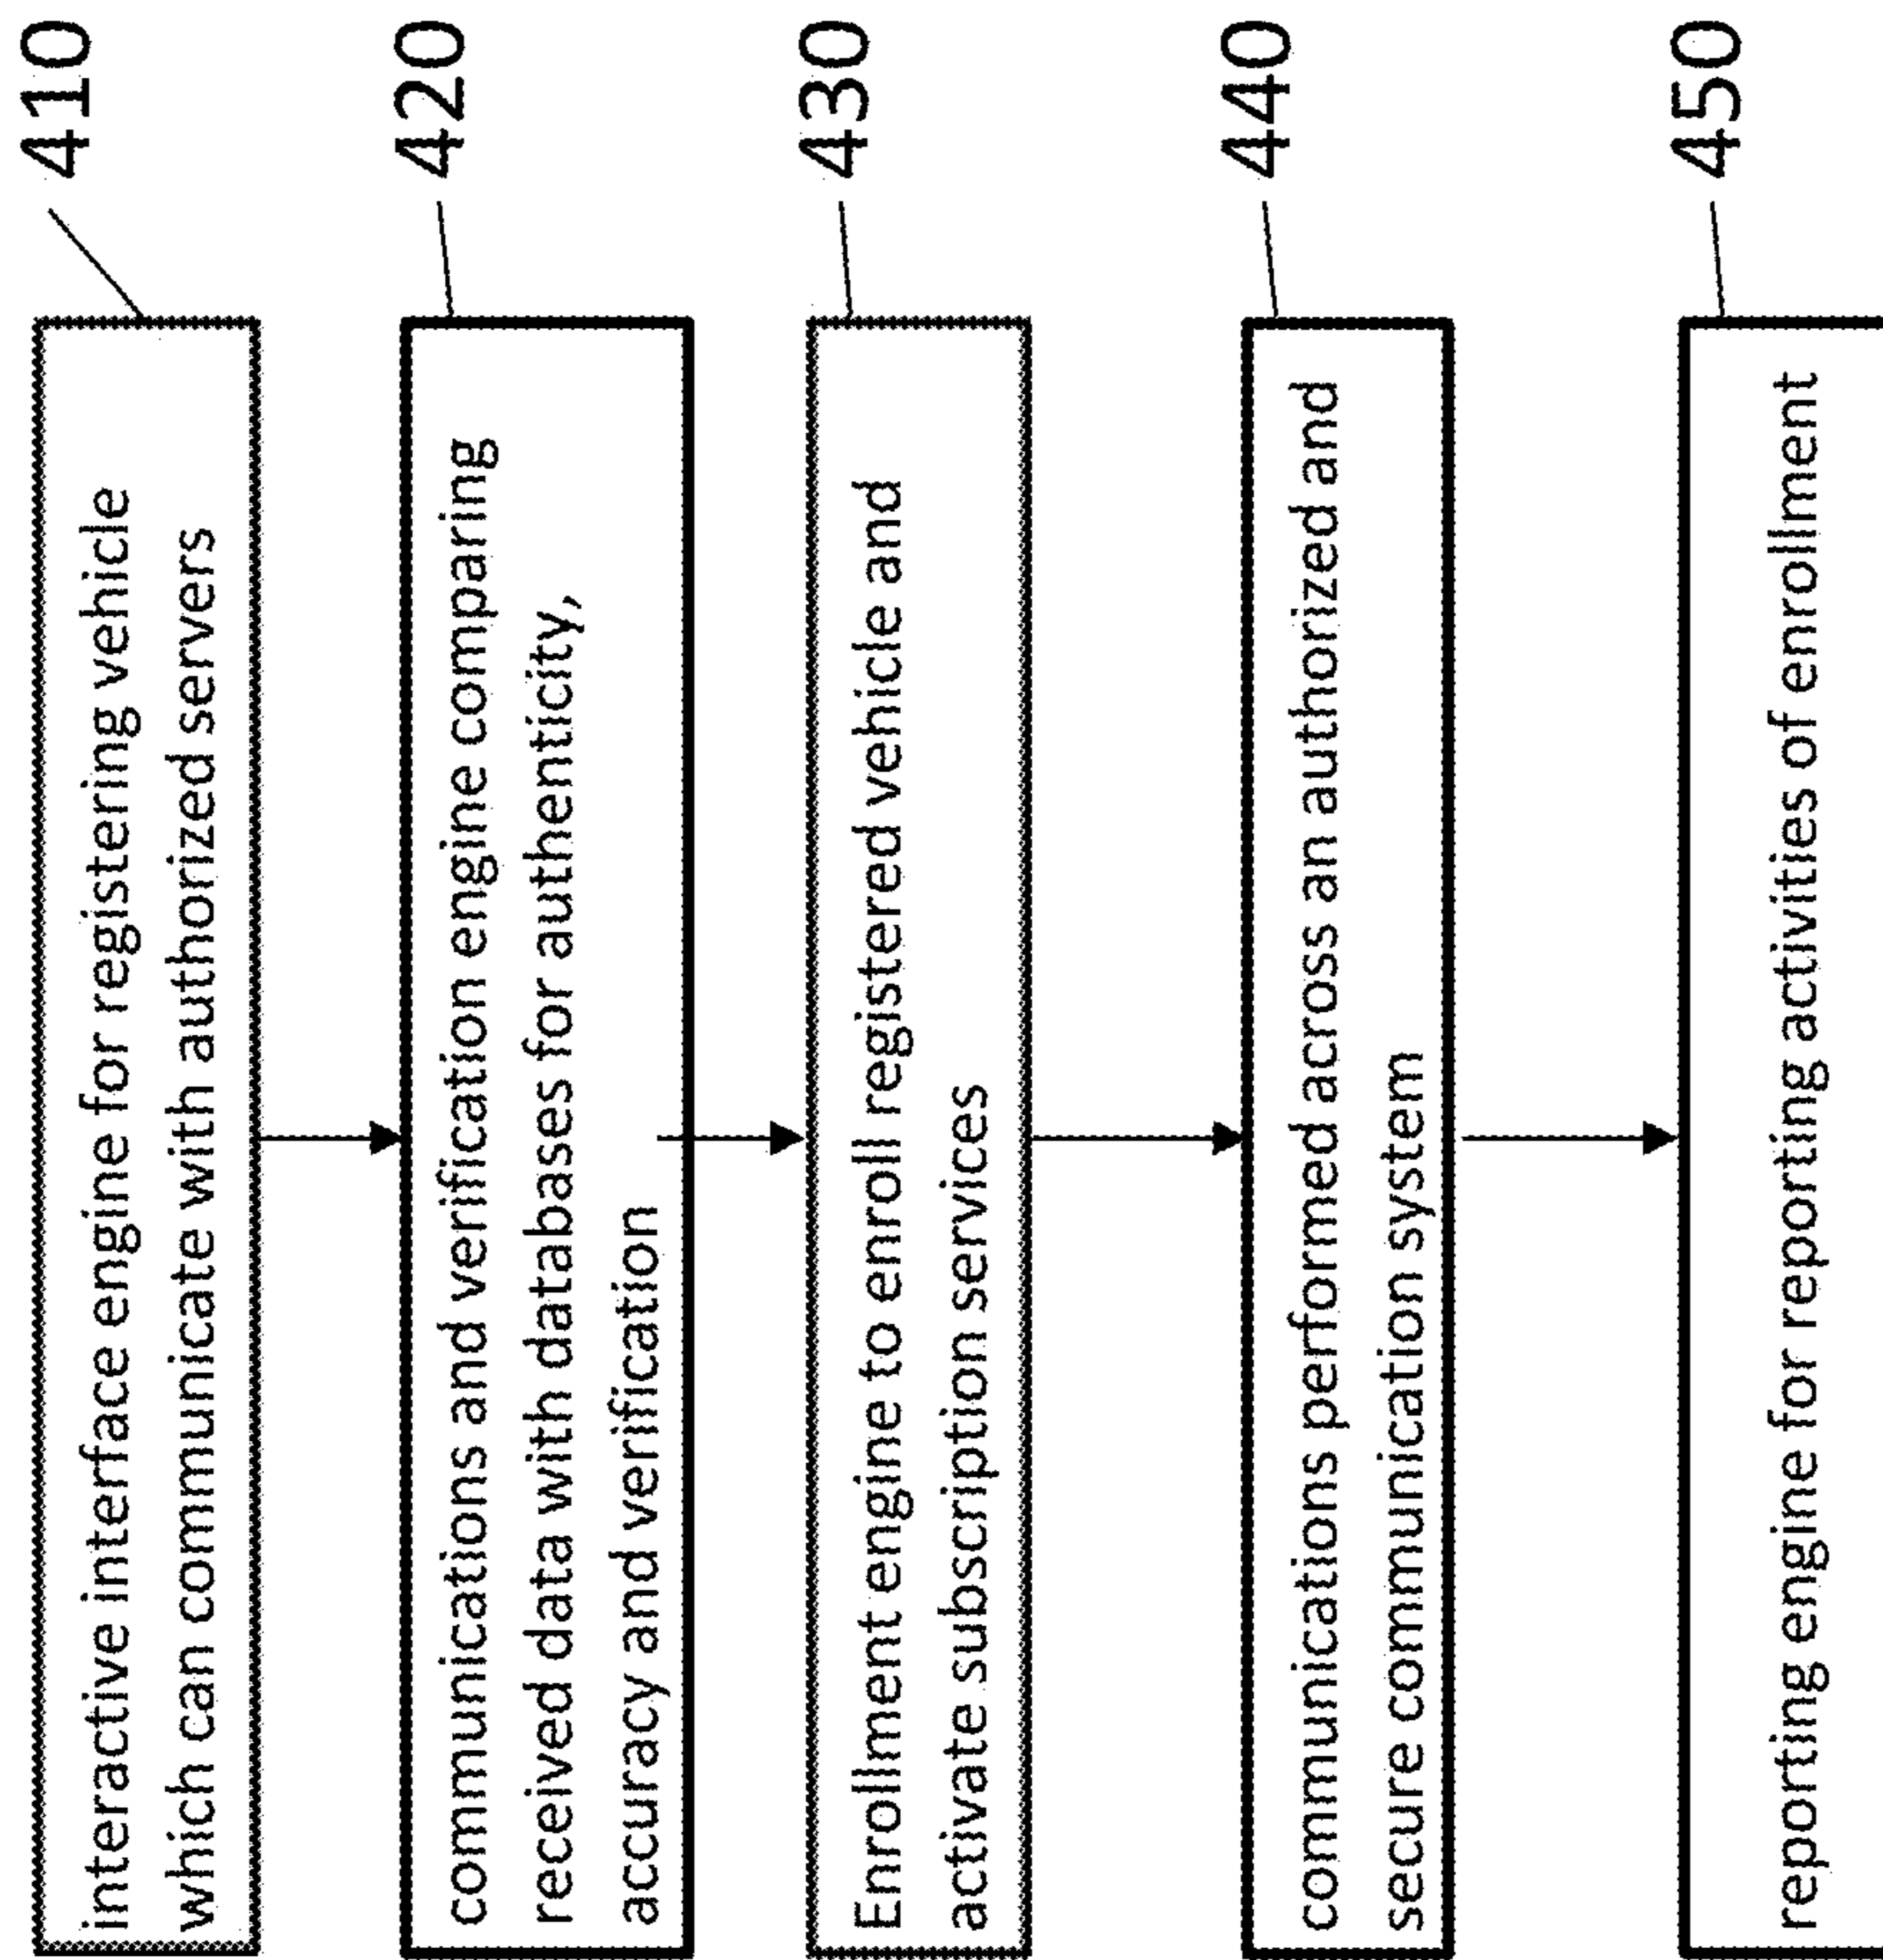 interactive interface engine for registering vehicle
which can communicate with authorized servers
410
communications and verification engine comparing
received data with databases for authenticity,
accuracy and verification
420
Enrollment engine to enroll registered vehicle and
activate subscription services
430
communications performed across an authorized and
secure communication system
440
reporting engine for reporting activities of enrollment
450